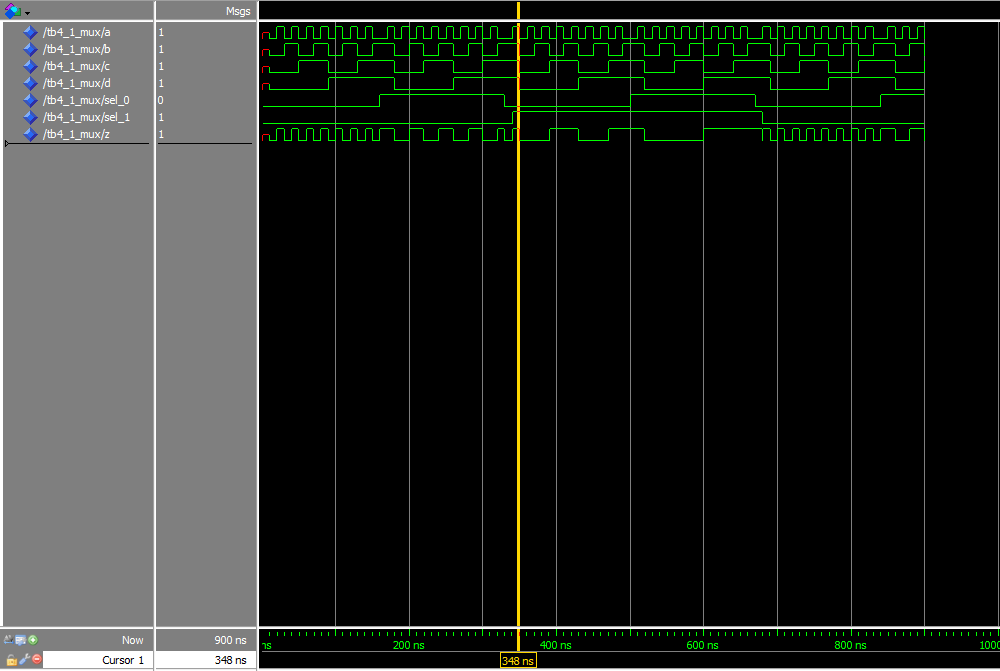 Msgs
/tb4_1_mux/a 1
/tb4_1_mux/b 1
/tb4_1_mux/c 1
/tb4_1_mux/d 1
/tb4_1_mux/sel_0 0
/tb4_1_mux/sel_1 1
/tb4_1_mux/z 1
Now 900 ns ns 200 ns 400 ns 600 ns 800 ns 1000
Cursor 1 348 ns 348 ns